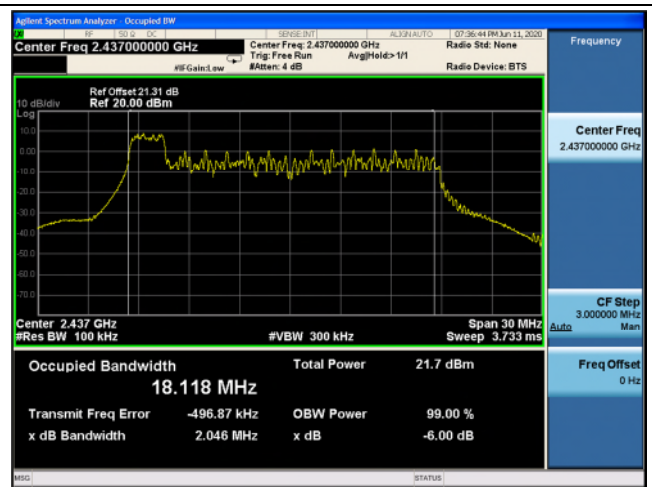 Agilent Spectrum Analyzer - Occupied BW
RF 50 Ω DC SENSE:INT ALIGNAUTO 07:36:44 PM Jun 11, 2020
Center Freq 2.437000000 GHz
Center Freq: 2.437000000 GHz
Radio Std: None
Trig: Free Run Avg|Hold:>1/1
#IFGain:Low #Atten: 4 dB
Radio Device: BTS
Frequency
Ref Offset 21.31 dB
10 dB/div Ref 20.00 dBm
Log
10.0
0.00
-10.0
-20.0
-30.0
-40.0
-50.0
-60.0
-70.0
Center 2.437 GHz Span 30 MHz
#Res BW 100 kHz #VBW 300 kHz Sweep 3.733 ms
Occupied Bandwidth Total Power 21.7 dBm
18.118 MHz
Transmit Freq Error -496.87 kHz OBW Power 99.00 %
x dB Bandwidth 2.046 MHz x dB -6.00 dB
Center Freq
2.437000000 GHz
CF Step
3.000000 MHz
Auto Man
Freq Offset
0 Hz
MSG STATUS